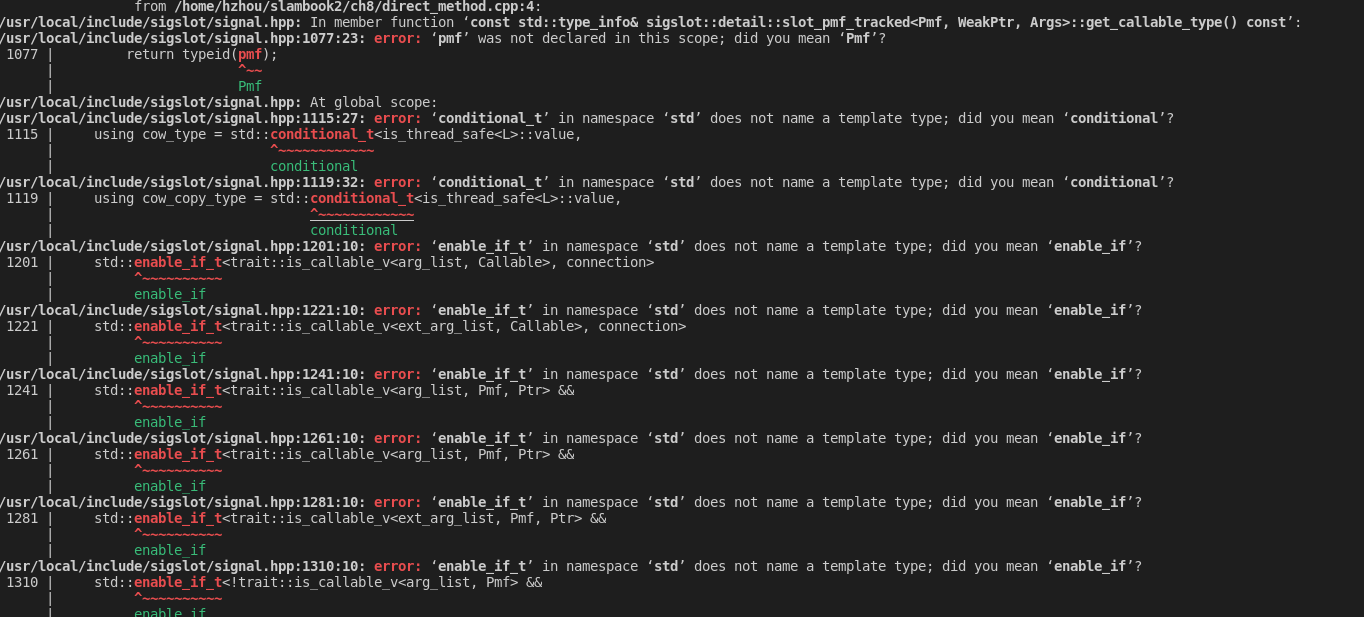 from /home/hzhou/slambook2/ch8/direct_method.cpp:4:
/usr/local/include/sigslot/signal.hpp: In member function ‘const std::type_info& sigslot::detail::slot_pmf_tracked<Pmf, WeakPtr, Args>::get_callable_type() const’:
/usr/local/include/sigslot/signal.hpp:1077:23: error: ‘pmf’ was not declared in this scope; did you mean ‘Pmf’?
1077 |         return typeid(pmf);
|                       ^~~
|                       Pmf
/usr/local/include/sigslot/signal.hpp: At global scope:
/usr/local/include/sigslot/signal.hpp:1115:27: error: ‘conditional_t’ in namespace ‘std’ does not name a template type; did you mean ‘conditional’?
1115 |     using cow_type = std::conditional_t<is_thread_safe<L>::value,
|                           ^~~~~~~~~~~~~
|                           conditional
/usr/local/include/sigslot/signal.hpp:1119:32: error: ‘conditional_t’ in namespace ‘std’ does not name a template type; did you mean ‘conditional’?
1119 |     using cow_copy_type = std::conditional_t<is_thread_safe<L>::value,
|                                ^~~~~~~~~~~~~
|                                conditional
/usr/local/include/sigslot/signal.hpp:1201:10: error: ‘enable_if_t’ in namespace ‘std’ does not name a template type; did you mean ‘enable_if’?
1201 |     std::enable_if_t<trait::is_callable_v<arg_list, Callable>, connection>
|          ^~~~~~~~~~~
|          enable_if
/usr/local/include/sigslot/signal.hpp:1221:10: error: ‘enable_if_t’ in namespace ‘std’ does not name a template type; did you mean ‘enable_if’?
1221 |     std::enable_if_t<trait::is_callable_v<ext_arg_list, Callable>, connection>
|          ^~~~~~~~~~~
|          enable_if
/usr/local/include/sigslot/signal.hpp:1241:10: error: ‘enable_if_t’ in namespace ‘std’ does not name a template type; did you mean ‘enable_if’?
1241 |     std::enable_if_t<trait::is_callable_v<arg_list, Pmf, Ptr> &&
|          ^~~~~~~~~~~
|          enable_if
/usr/local/include/sigslot/signal.hpp:1261:10: error: ‘enable_if_t’ in namespace ‘std’ does not name a template type; did you mean ‘enable_if’?
1261 |     std::enable_if_t<trait::is_callable_v<arg_list, Pmf, Ptr> &&
|          ^~~~~~~~~~~
|          enable_if
/usr/local/include/sigslot/signal.hpp:1281:10: error: ‘enable_if_t’ in namespace ‘std’ does not name a template type; did you mean ‘enable_if’?
1281 |     std::enable_if_t<trait::is_callable_v<ext_arg_list, Pmf, Ptr> &&
|          ^~~~~~~~~~~
|          enable_if
/usr/local/include/sigslot/signal.hpp:1310:10: error: ‘enable_if_t’ in namespace ‘std’ does not name a template type; did you mean ‘enable_if’?
1310 |     std::enable_if_t<!trait::is_callable_v<arg_list, Pmf> &&
|          ^~~~~~~~~~~
|          enable_if